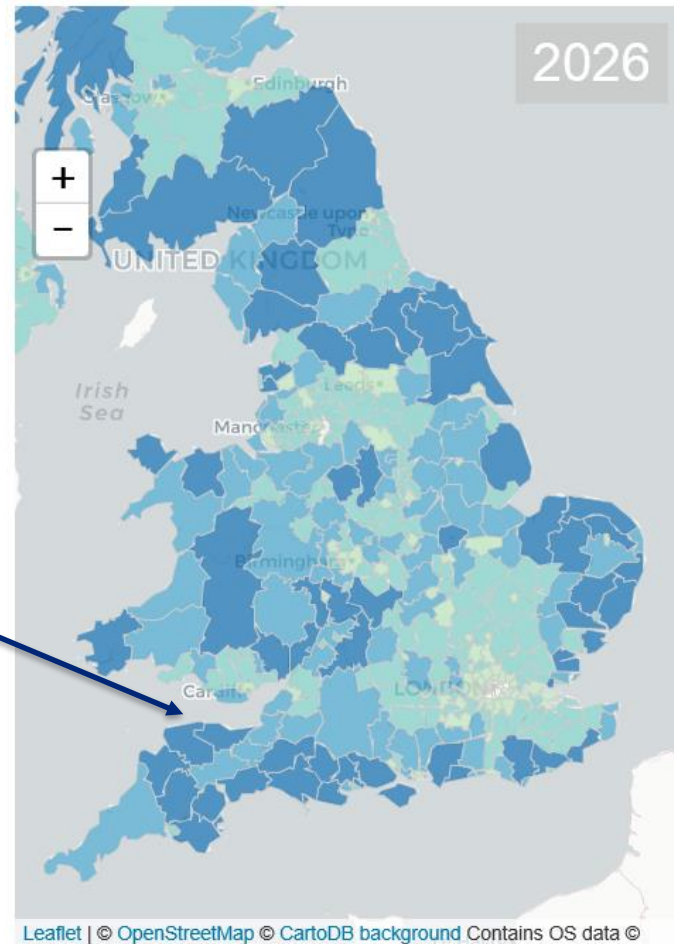 2026
Edinburgh
Glasgow
+
−
Newcastle upon
Tyne
UNITED KINGDOM
Irish
Sea
Leeds
Manchester
Birmingham
Cardiff
LONDON
Leaflet | © OpenStreetMap © CartoDB background Contains OS data ©